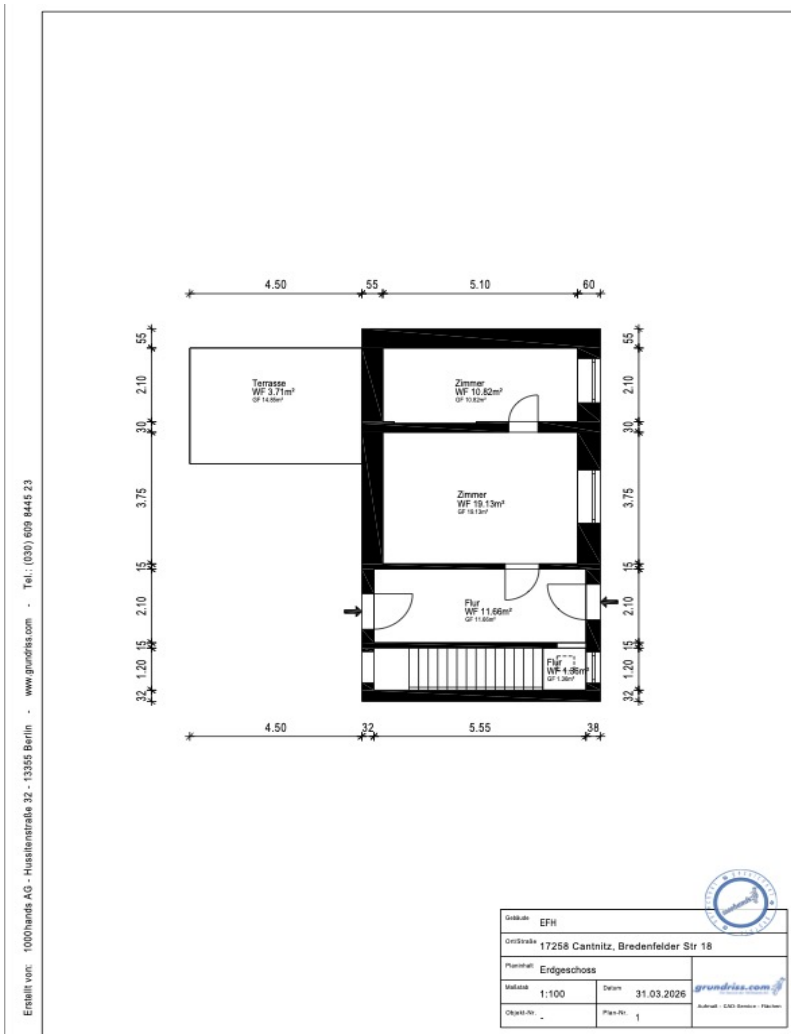 4.50 55 5.10 60
55
2.10
30
3.75
15
2.10
15
1.20
32
55
2.10
30
3.75
15
2.10
15
1.20
32
Terrasse
WF 3.71m²
Zimmer
WF 10.82m²
GF 10.82m²
Zimmer
WF 19.13m²
GF 19.13m²
Flur
WF 11.66m²
GF 11.66m²
Flur
WF 1.36m²
GF 1.36m²
4.50 32 5.55 38
Erstellt von: 1000hands AG - Hussitenstraße 32 - 13355 Berlin - www.grundriss.com - Tel.: (030) 609 8445 23
Gebäude EFH
Ort/Straße 17258 Cantnitz, Bredenfelder Str 18
Planinhalt Erdgeschoss
Maßstab 1:100 Datum 31.03.2026
Objekt-Nr. - Plan-Nr. 1
grundriss.com
Aufmaß - CAD-Service - Flächen